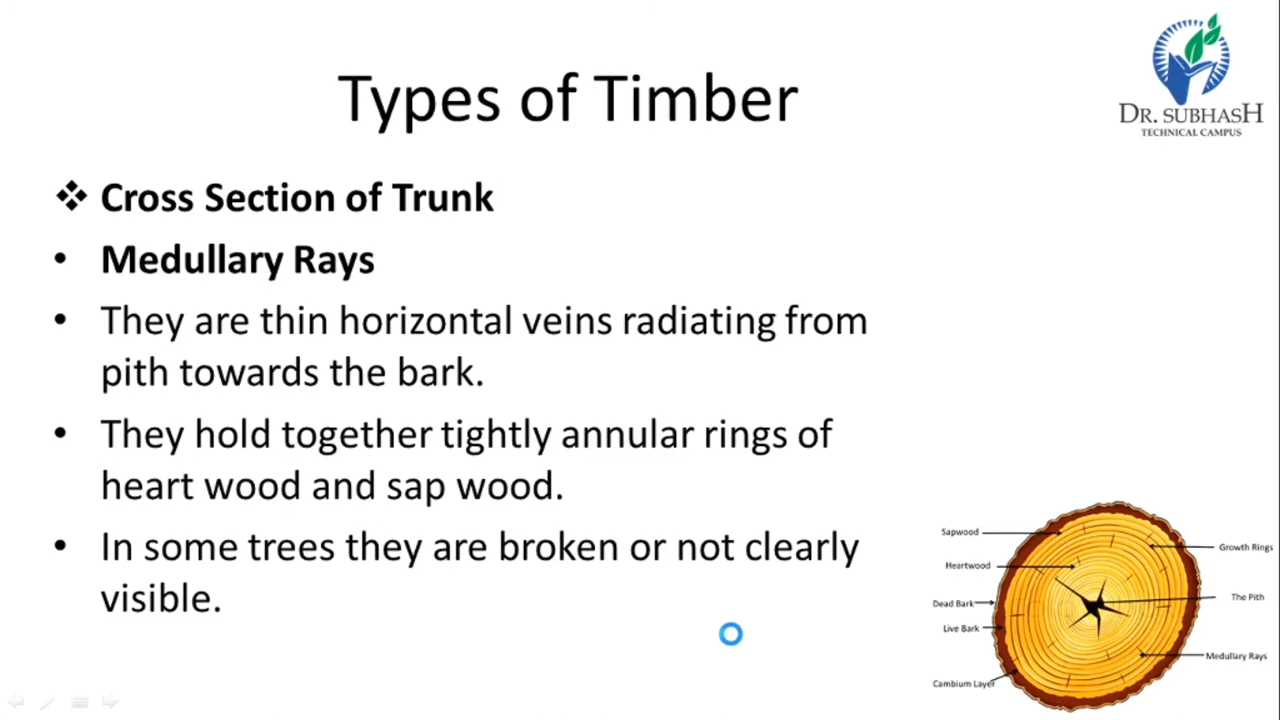 Types of Timber
DR. SUBHASH
TECHNICAL CAMPUS
❖ Cross Section of Trunk
• Medullary Rays
• They are thin horizontal veins radiating from
pith towards the bark.
• They hold together tightly annular rings of
heart wood and sap wood.
• In some trees they are broken or not clearly
visible.
Sapwood
Growth Rings
Heartwood
The Pith
Dead Bark
Live Bark
Medullary Rays
Cambium Layer